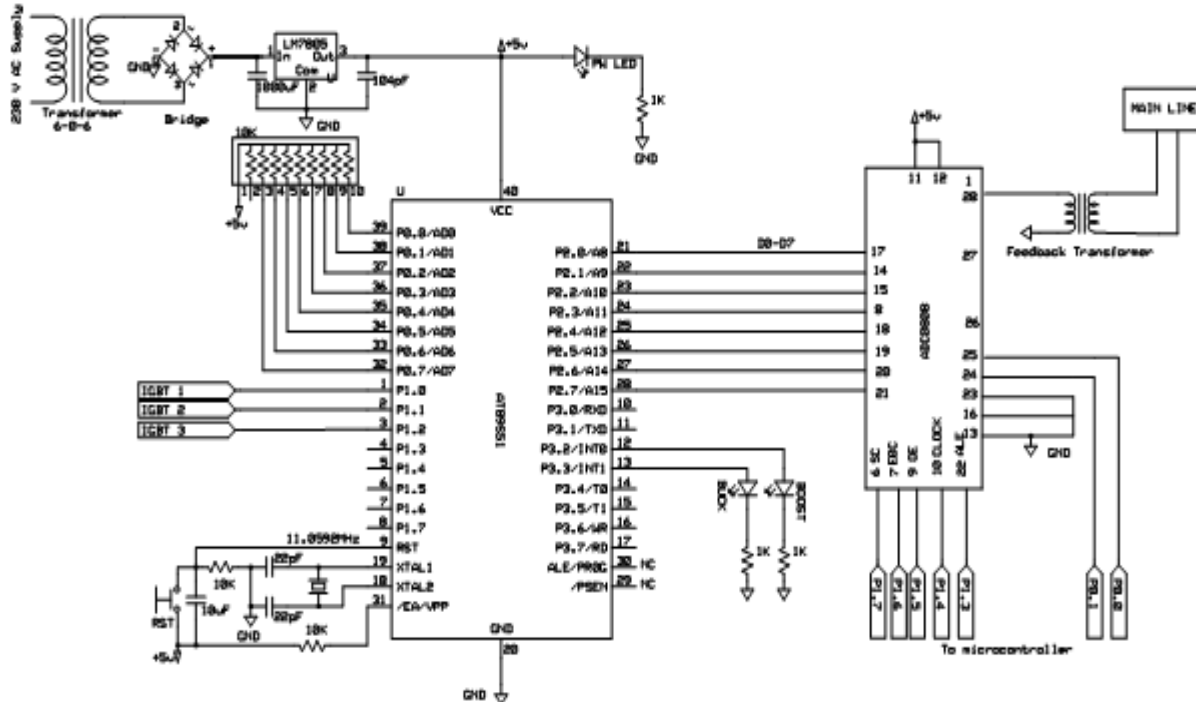 230 V AC Supply
Transformer
6-0-6
Bridge
GND
2
1
3
~
~
+
-
LM7805
In
Out
Com
U
1
3
2
1000uF
104pF
GND
+5v
PW LED
1K
GND
10K
1 2 3 4 5 6 7 8 9 10
+5v
U
40
VCC
39 P0.0/AD0
38 P0.1/AD1
37 P0.2/AD2
36 P0.3/AD3
35 P0.4/AD4
34 P0.5/AD5
33 P0.6/AD6
32 P0.7/AD7
IGBT 1 1 P1.0
IGBT 2 2 P1.1
IGBT 3 3 P1.2
4 P1.3
5 P1.4
6 P1.5
7 P1.6
8 P1.7
9 RST
19 XTAL1
18 XTAL2
31 /EA/VPP
AT89S51
P2.0/A8 21
P2.1/A9 22
P2.2/A10 23
P2.3/A11 24
P2.4/A12 25
P2.5/A13 26
P2.6/A14 27
P2.7/A15 28
P3.0/RXD 10
P3.1/TXD 11
P3.2/INT0 12
P3.3/INT1 13
P3.4/T0 14
P3.5/T1 15
P3.6/WR 16
P3.7/RD 17
ALE/PROG 30 NC
/PSEN 29 NC
GND
20
GND
11.0590MHz
22pF
22pF
10K
10uF
GND
10K
RST
+5v
BUCK
BOOST
1K
1K
D0-D7
+5v
11
12
1
28
27
26
25
24
23
16
13
GND
17
14
15
8
18
19
20
21
ADC0808
6 SC
7 EOC
9 OE
10 CLOCK
22 ALE
MAIN LINE
Feedback Transformer
P1.7
P1.6
P1.5
P1.4
P1.3
P0.1
To microcontroller